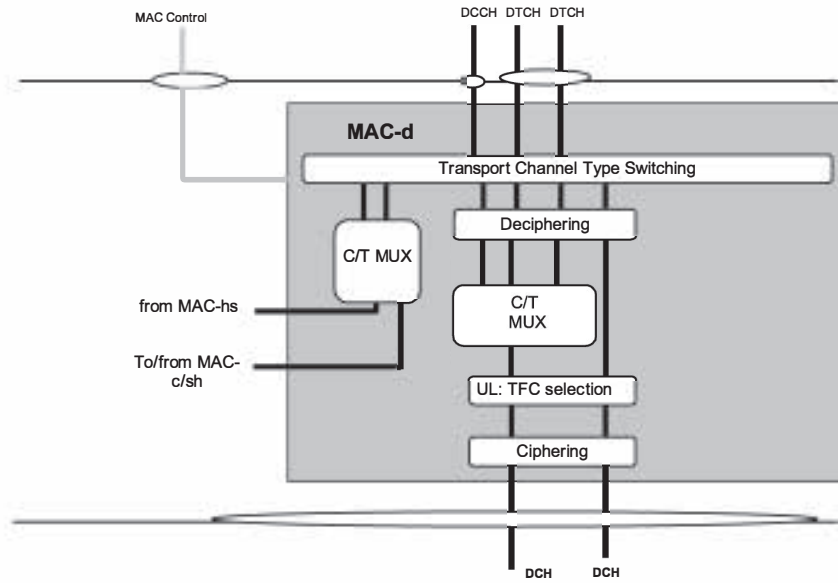 MAC Control
DCCH DTCH DTCH
MAC-d
Transport Channel Type Switching
Deciphering
C/T MUX
from MAC-hs
C/T
MUX
To/from MAC-
c/sh
UL: TFC selection
Ciphering
DCH
DCH